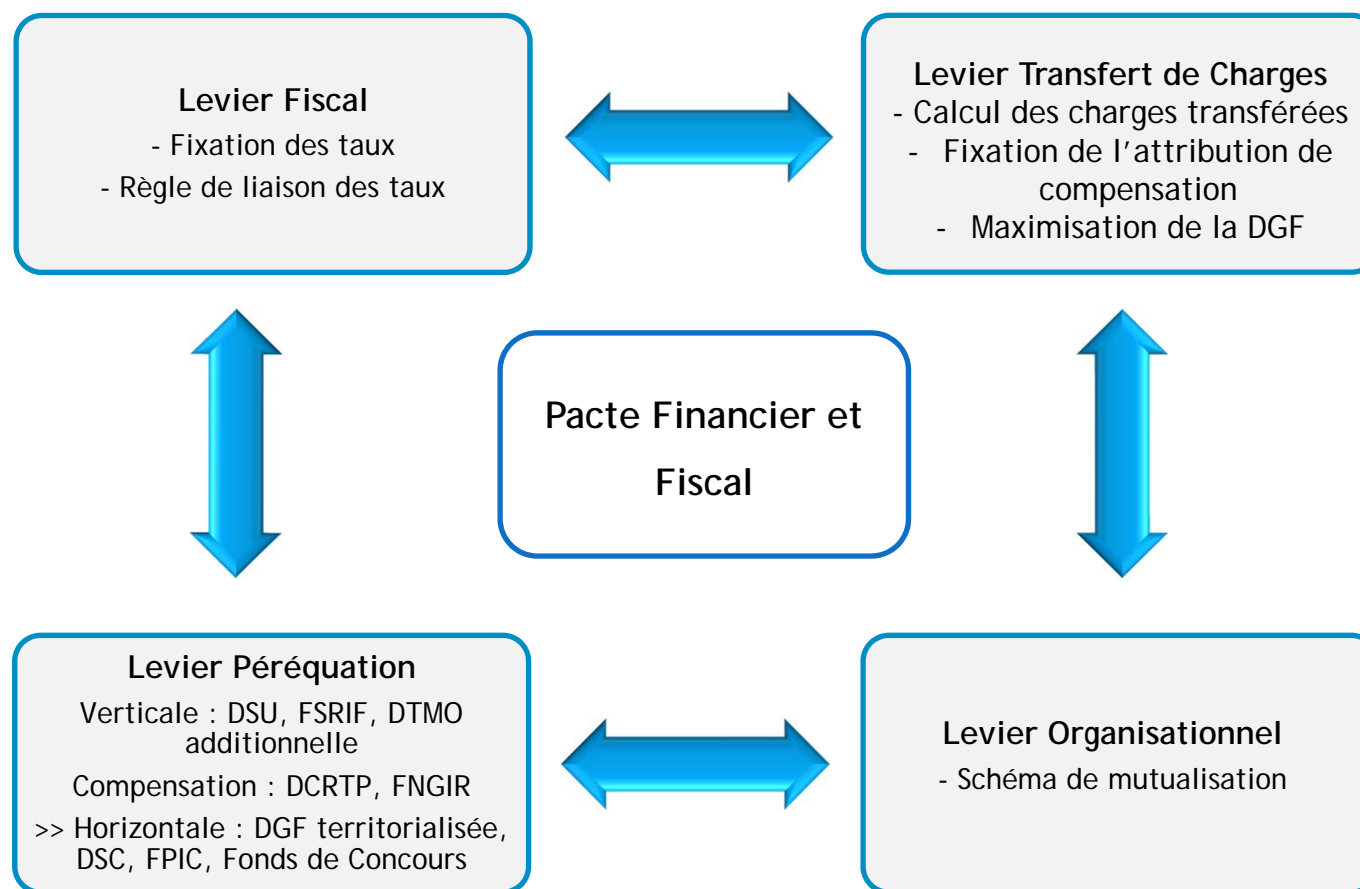 Levier Fiscal
- Fixation des taux
- Règle de liaison des taux
Levier Transfert de Charges
- Calcul des charges transférées
- Fixation de l’attribution de
compensation
- Maximisation de la DGF
Pacte Financier et
Fiscal
Levier Péréquation
Verticale : DSU, FSRIF, DTMO
additionnelle
Compensation : DCRTP, FNGIR
>> Horizontale : DGF territorialisée,
DSC, FPIC, Fonds de Concours
Levier Organisationnel
- Schéma de mutualisation